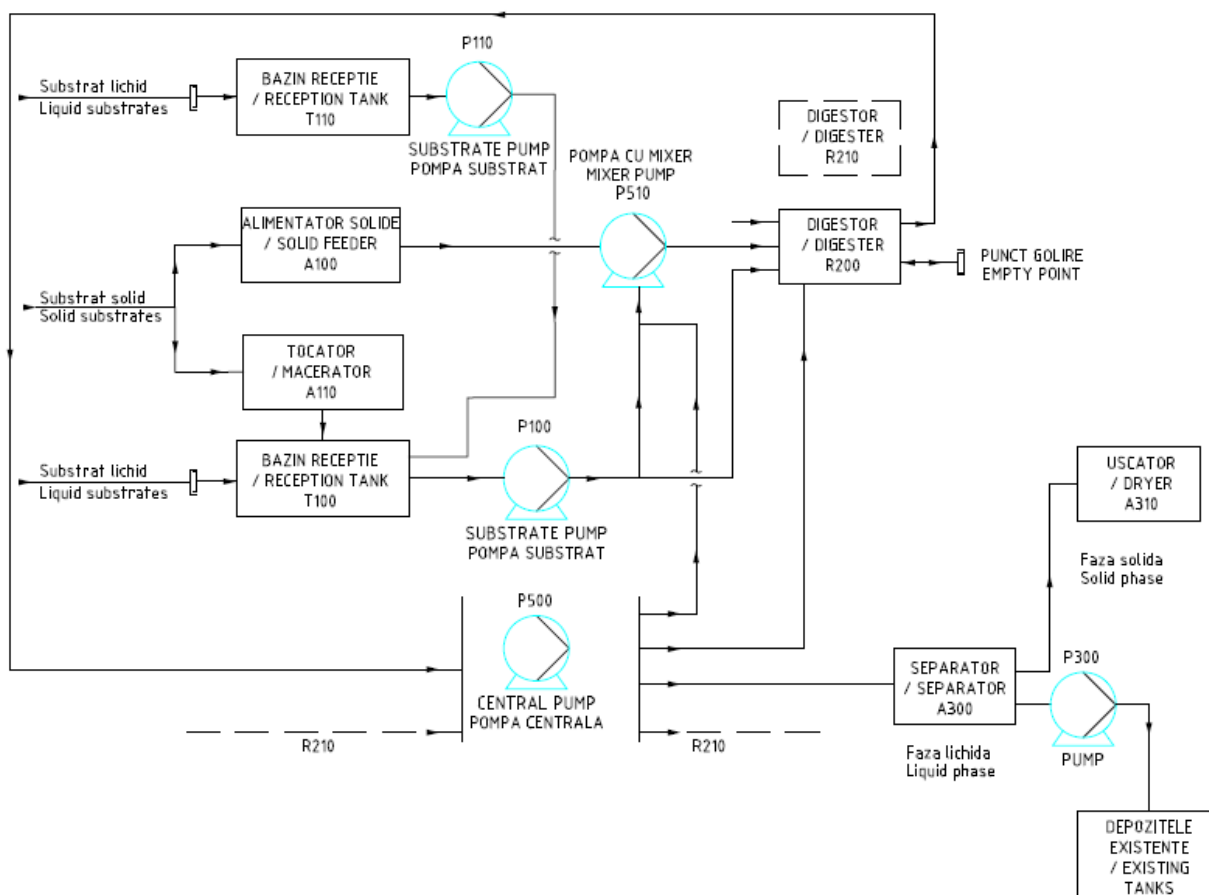 P110
Substrat lichid
Liquid substrates
BAZIN RECEPTIE
/ RECEPTION TANK
T110
SUBSTRATE PUMP
POMPA SUBSTRAT
DIGESTOR
/ DIGESTER
R210
POMPA CU MIXER
MIXER PUMP
P510
ALIMENTATOR SOLIDE
/ SOLID FEEDER
A100
DIGESTOR
/ DIGESTER
R200
PUNCT GOLIRE
EMPTY POINT
Substrat solid
Solid substrates
TOCATOR
/ MACERATOR
A110
P100
Substrat lichid
Liquid substrates
BAZIN RECEPTIE
/ RECEPTION TANK
T100
SUBSTRATE PUMP
POMPA SUBSTRAT
USCATOR
/ DRYER
A310
Faza solida
Solid phase
P500
CENTRAL PUMP
POMPA CENTRALA
R210
R210
SEPARATOR
/ SEPARATOR
A300
P300
PUMP
Faza lichida
Liquid phase
DEPOZITELE
EXISTENTE
/ EXISTING
TANKS